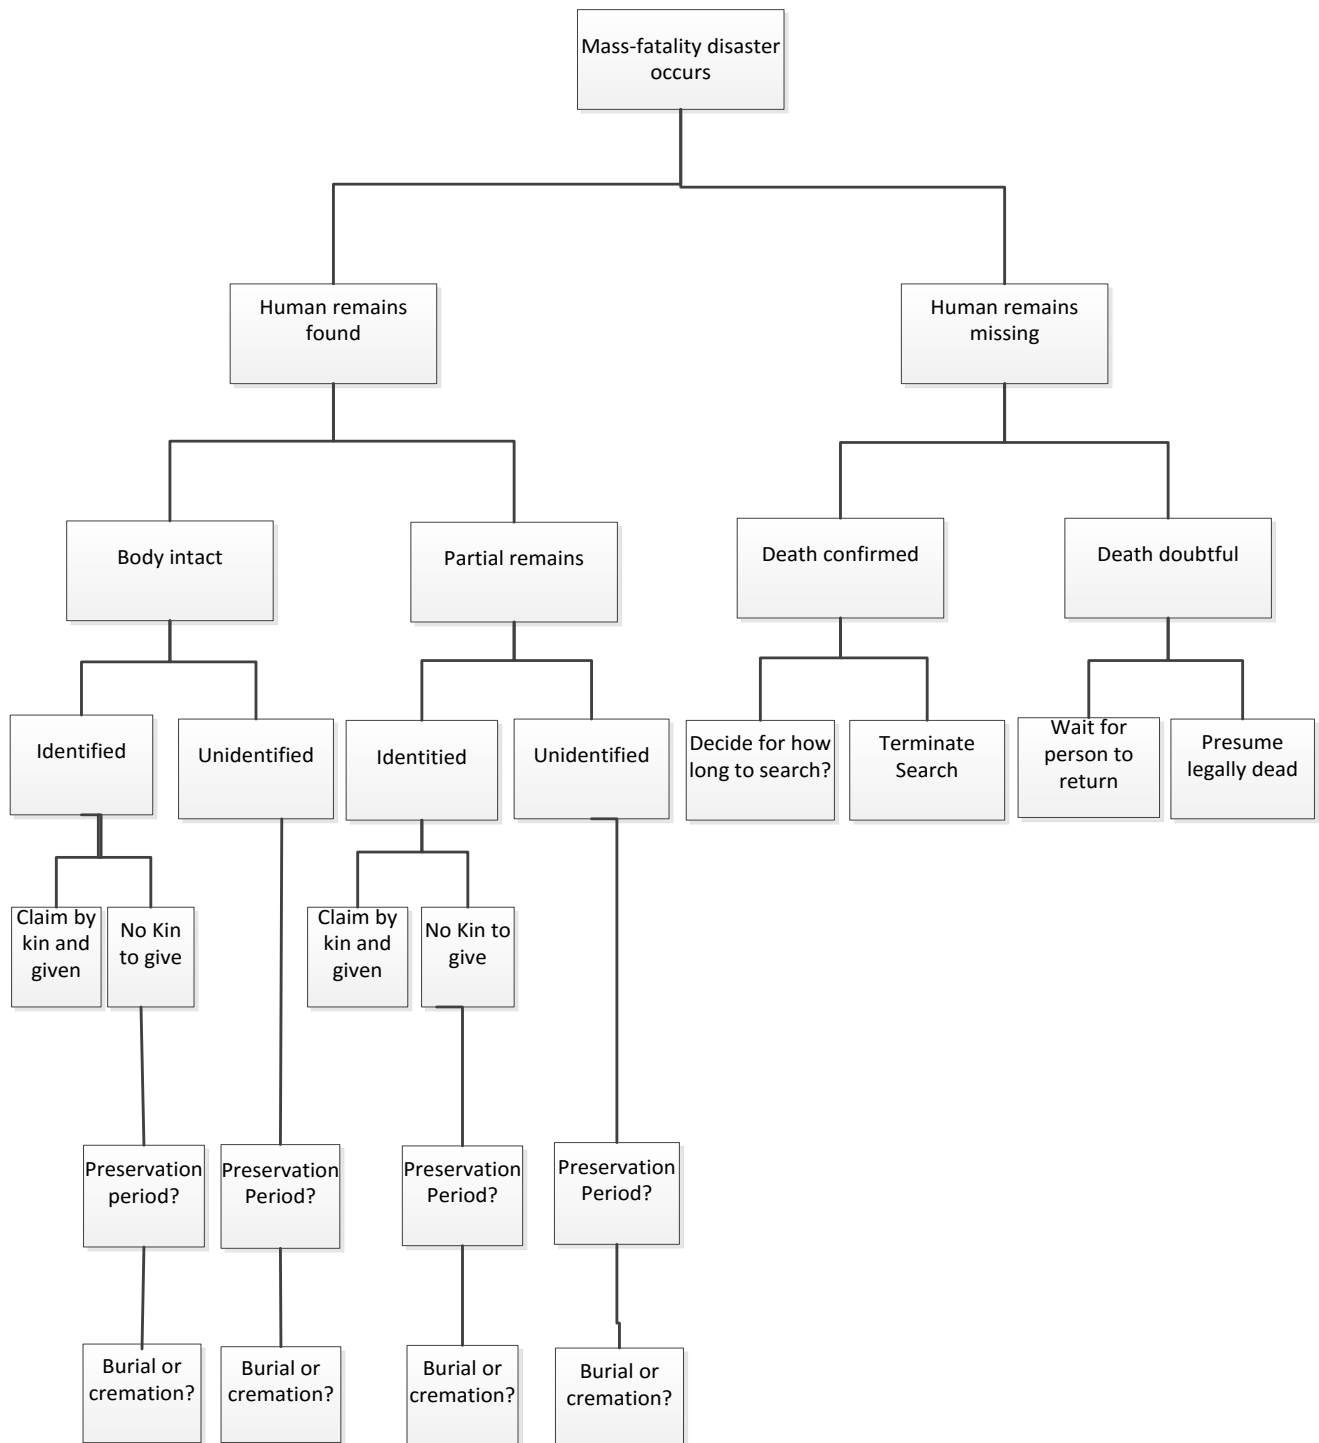 Mass-fatality disaster
occurs
Human remains
found
Human remains
missing
Body intact
Partial remains
Death confirmed
Death doubtful
Identified
Unidentified
Identitied
Unidentified
Decide for how
long to search?
Terminate
Search
Wait for
person to
return
Presume
legally dead
Claim by
kin and
given
No Kin
to give
Claim by
kin and
given
No Kin to
give
Preservation
period?
Preservation
Period?
Preservation
Period?
Preservation
Period?
Burial or
cremation?
Burial or
cremation?
Burial or
cremation?
Burial or
cremation?